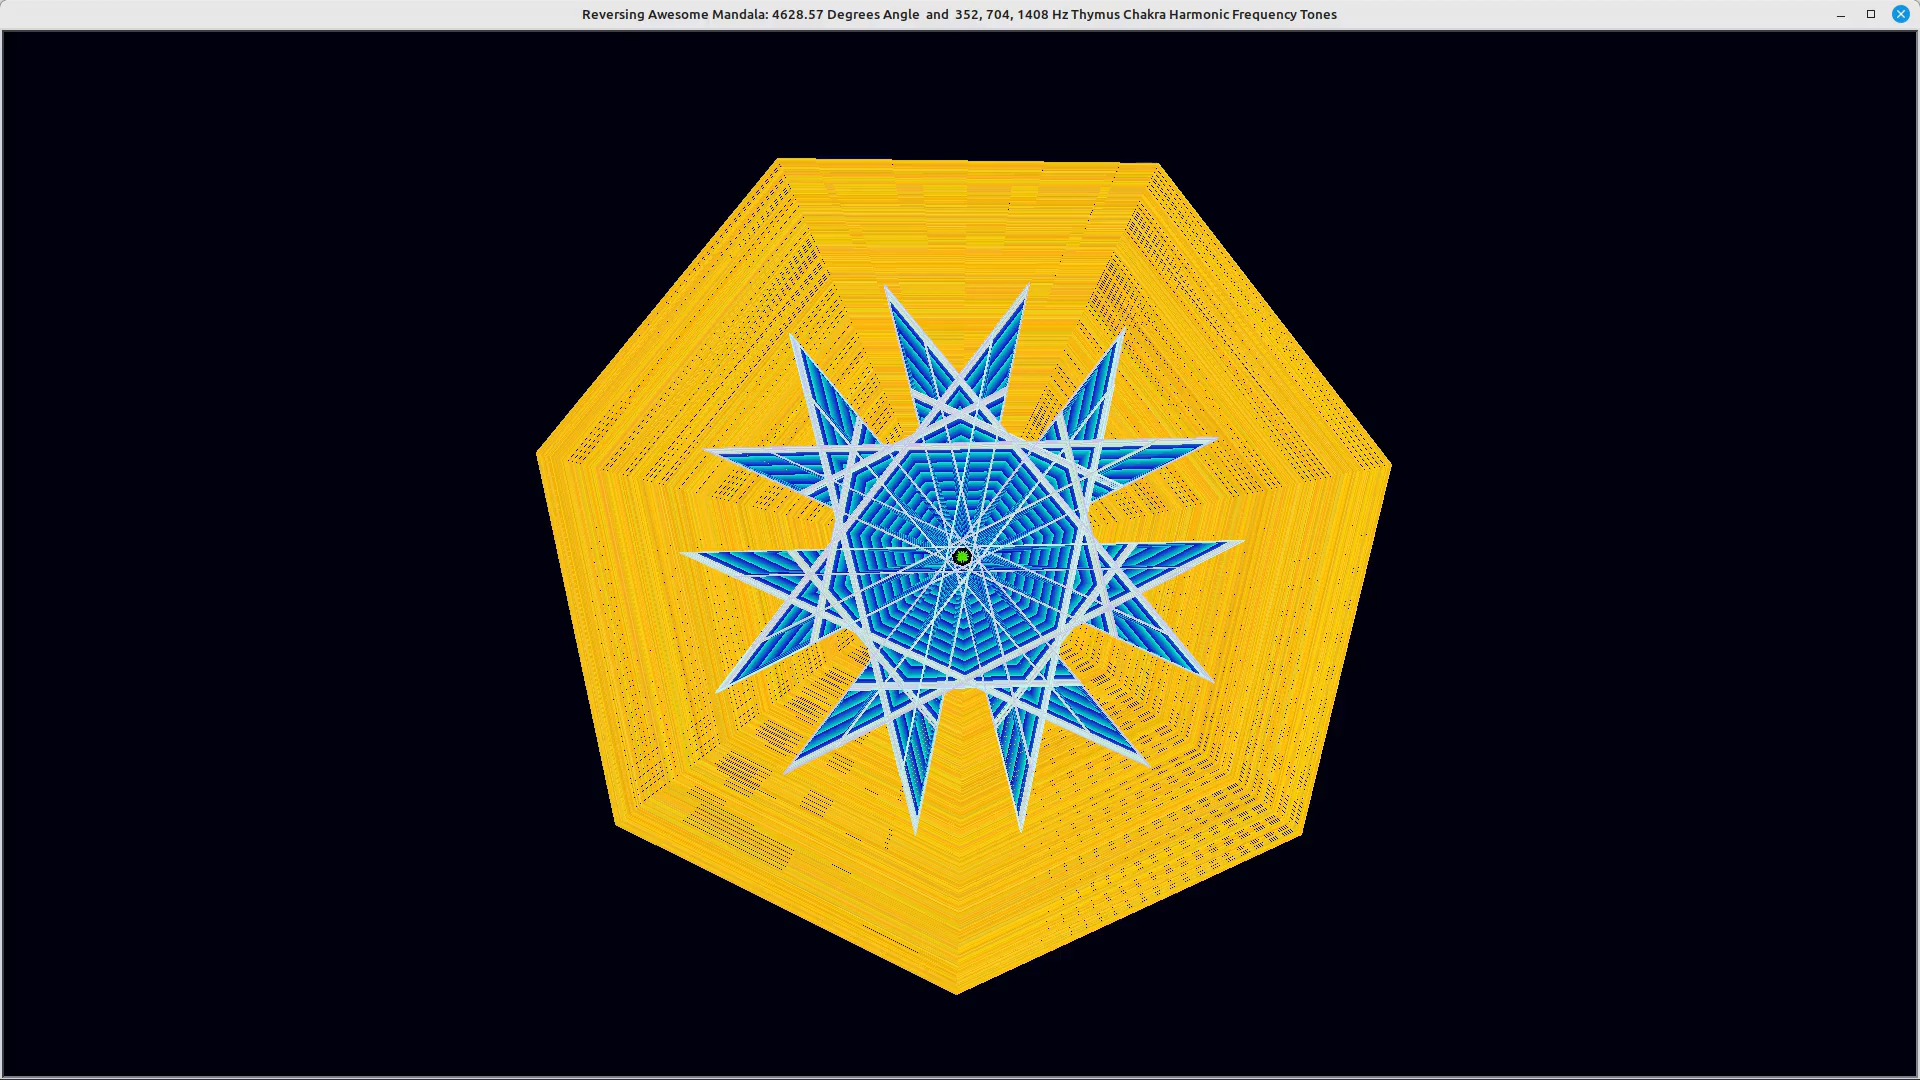 Reversing Awesome Mandala: 4628.57 Degrees Angle  and  352, 704, 1408 Hz Thymus Chakra Harmonic Frequency Tones